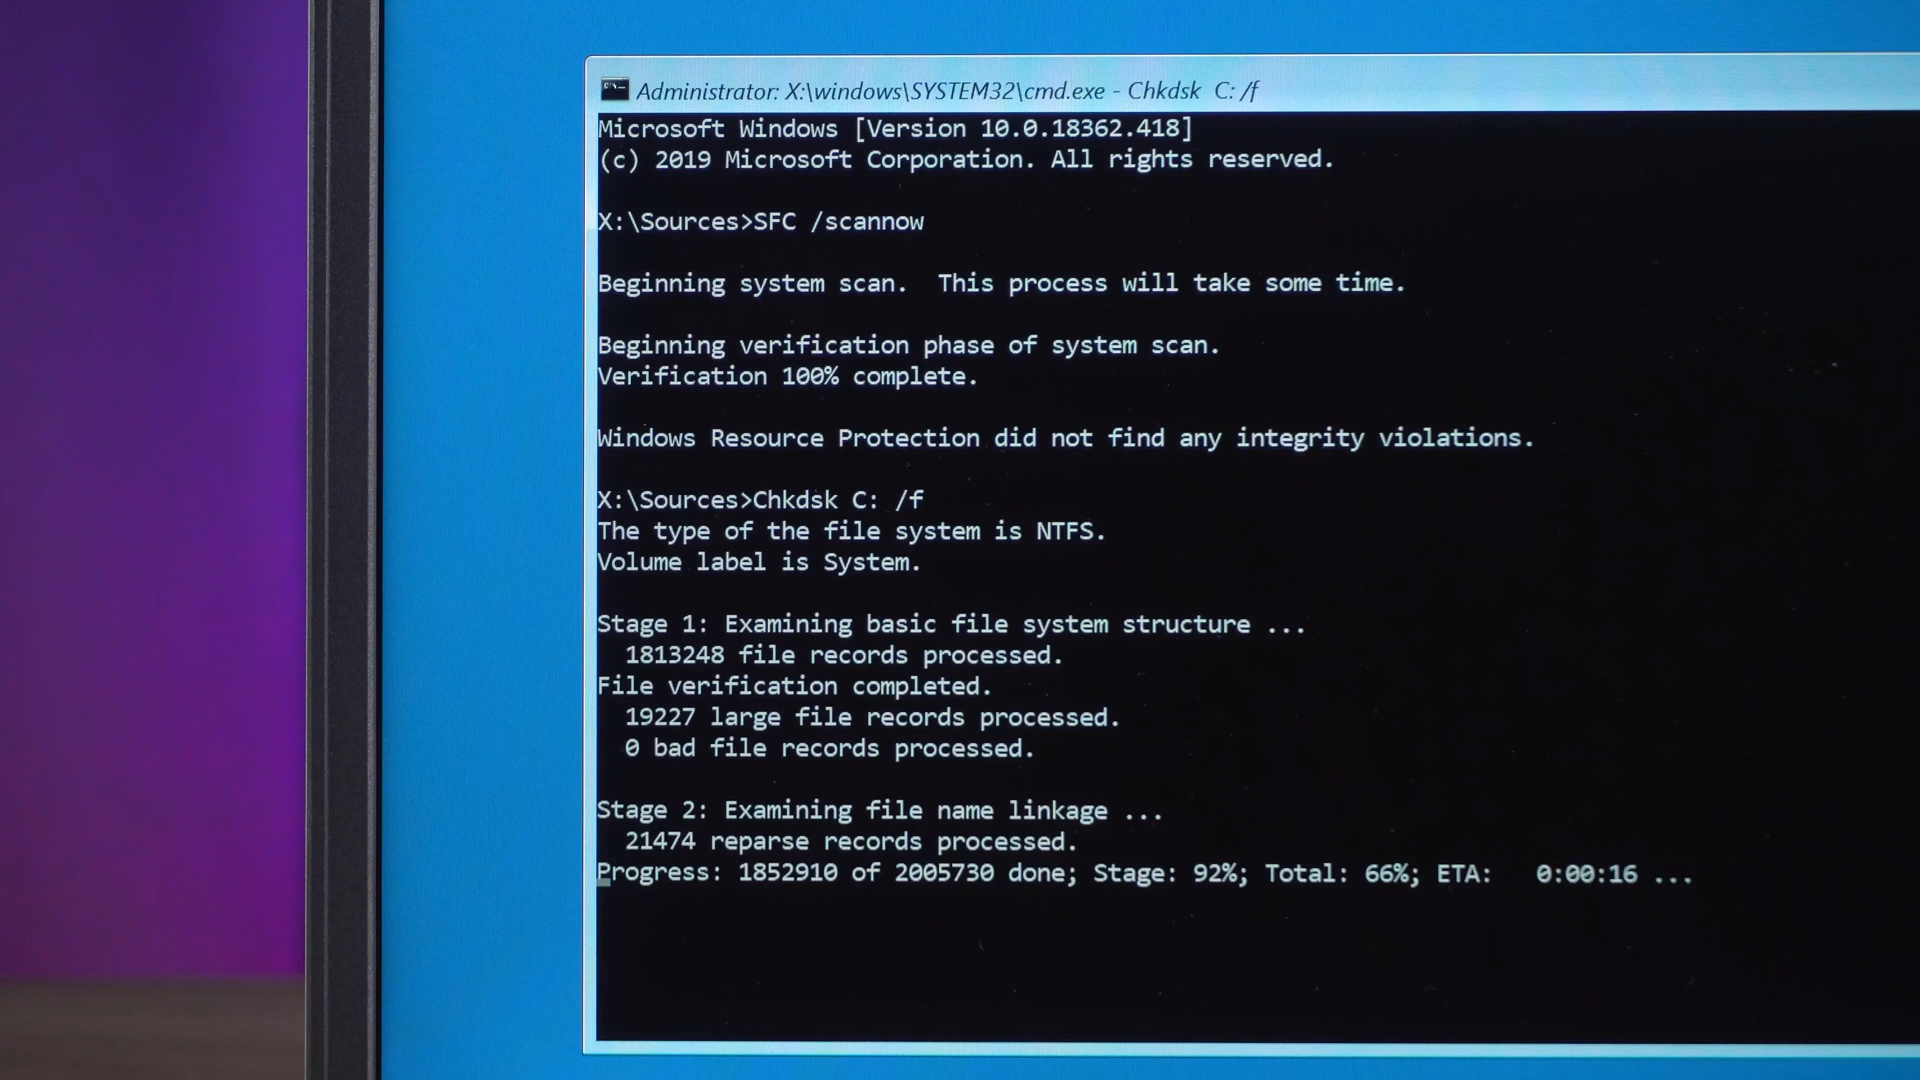 Administrator: X:\windows\SYSTEM32\cmd.exe - Chkdsk  C: /f
Microsoft Windows [Version 10.0.18362.418]
(c) 2019 Microsoft Corporation. All rights reserved.
X:\Sources>SFC /scannow
Beginning system scan.  This process will take some time.
Beginning verification phase of system scan.
Verification 100% complete.
Windows Resource Protection did not find any integrity violations.
X:\Sources>Chkdsk C: /f
The type of the file system is NTFS.
Volume label is System.
Stage 1: Examining basic file system structure ...
  1813248 file records processed.
File verification completed.
  19227 large file records processed.
  0 bad file records processed.
Stage 2: Examining file name linkage ...
  21474 reparse records processed.
Progress: 1852910 of 2005730 done; Stage: 92%; Total: 66%; ETA:   0:00:16 ...